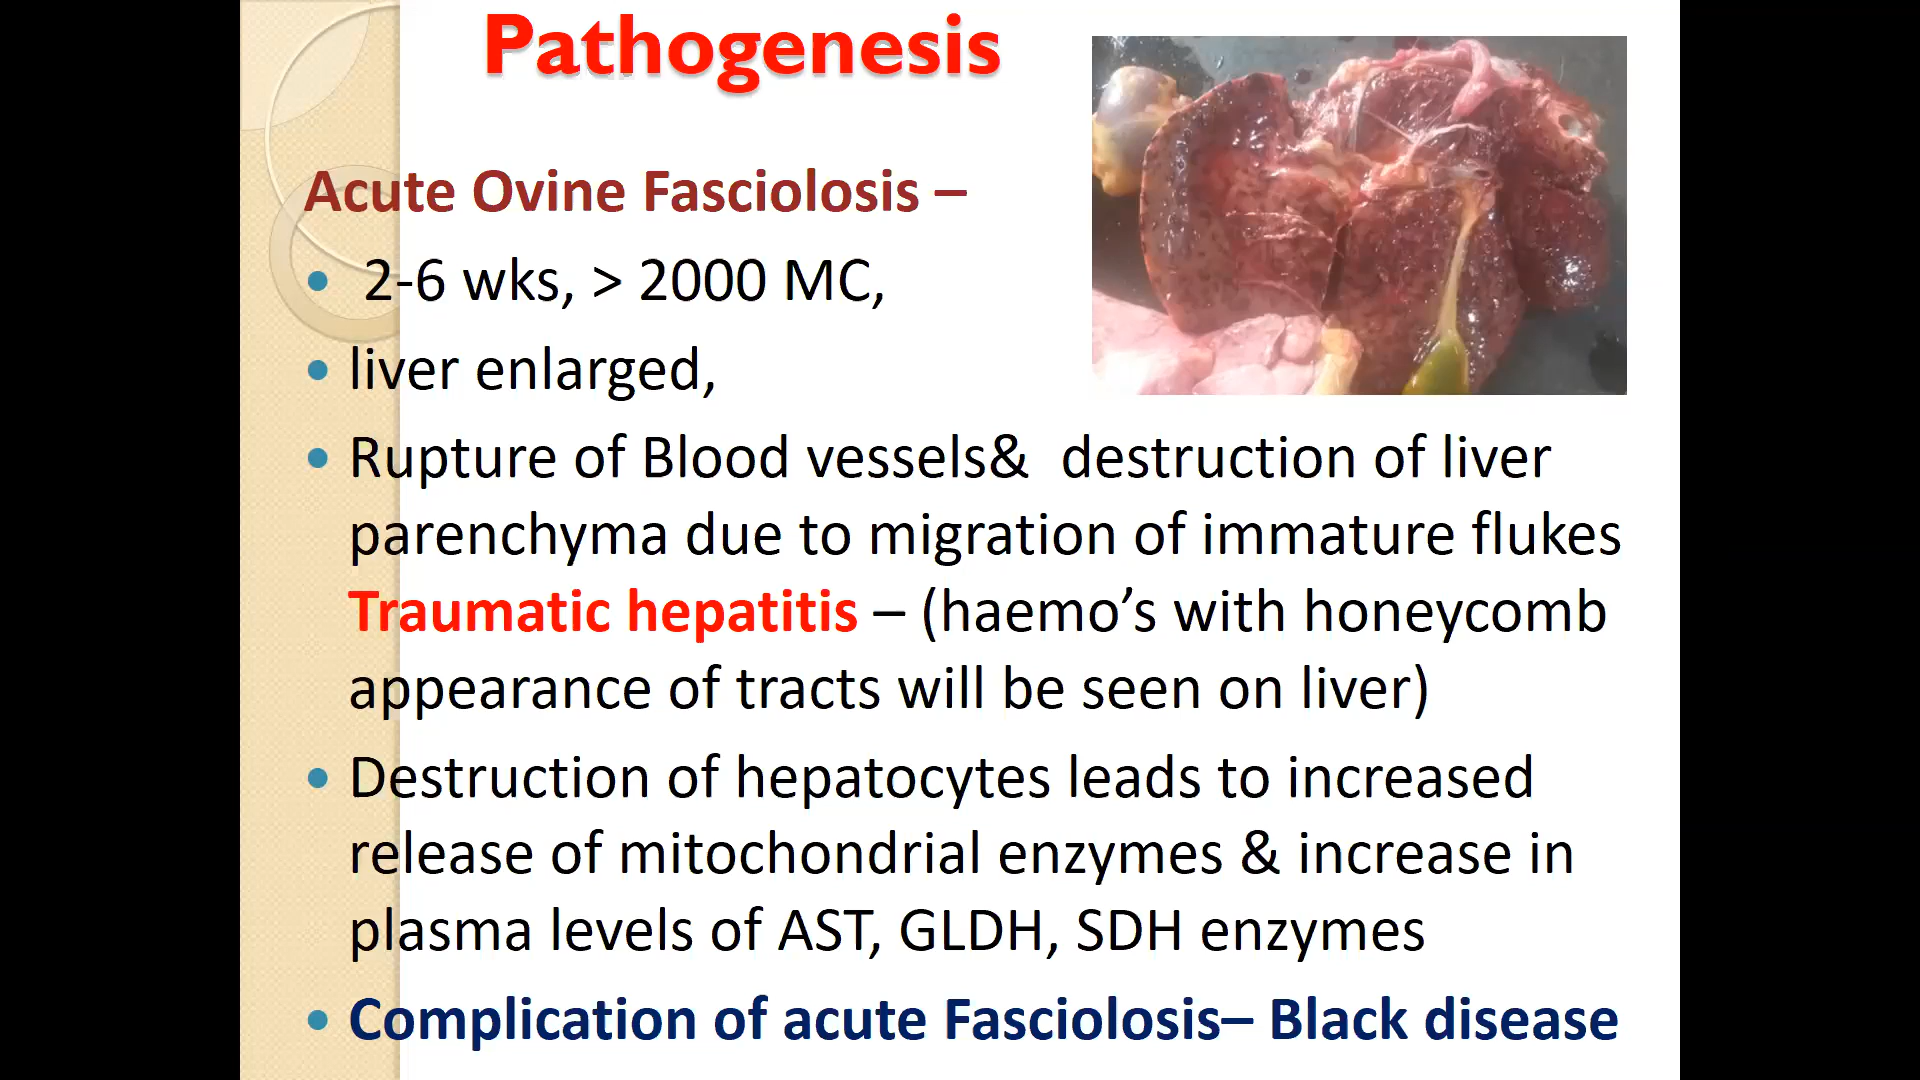 Pathogenesis
Acute Ovine Fasciolosis –
• 2-6 wks, > 2000 MC,
• liver enlarged,
• Rupture of Blood vessels& destruction of liver
parenchyma due to migration of immature flukes
Traumatic hepatitis – (haemo’s with honeycomb
appearance of tracts will be seen on liver)
• Destruction of hepatocytes leads to increased
release of mitochondrial enzymes & increase in
plasma levels of AST, GLDH, SDH enzymes
• Complication of acute Fasciolosis– Black disease